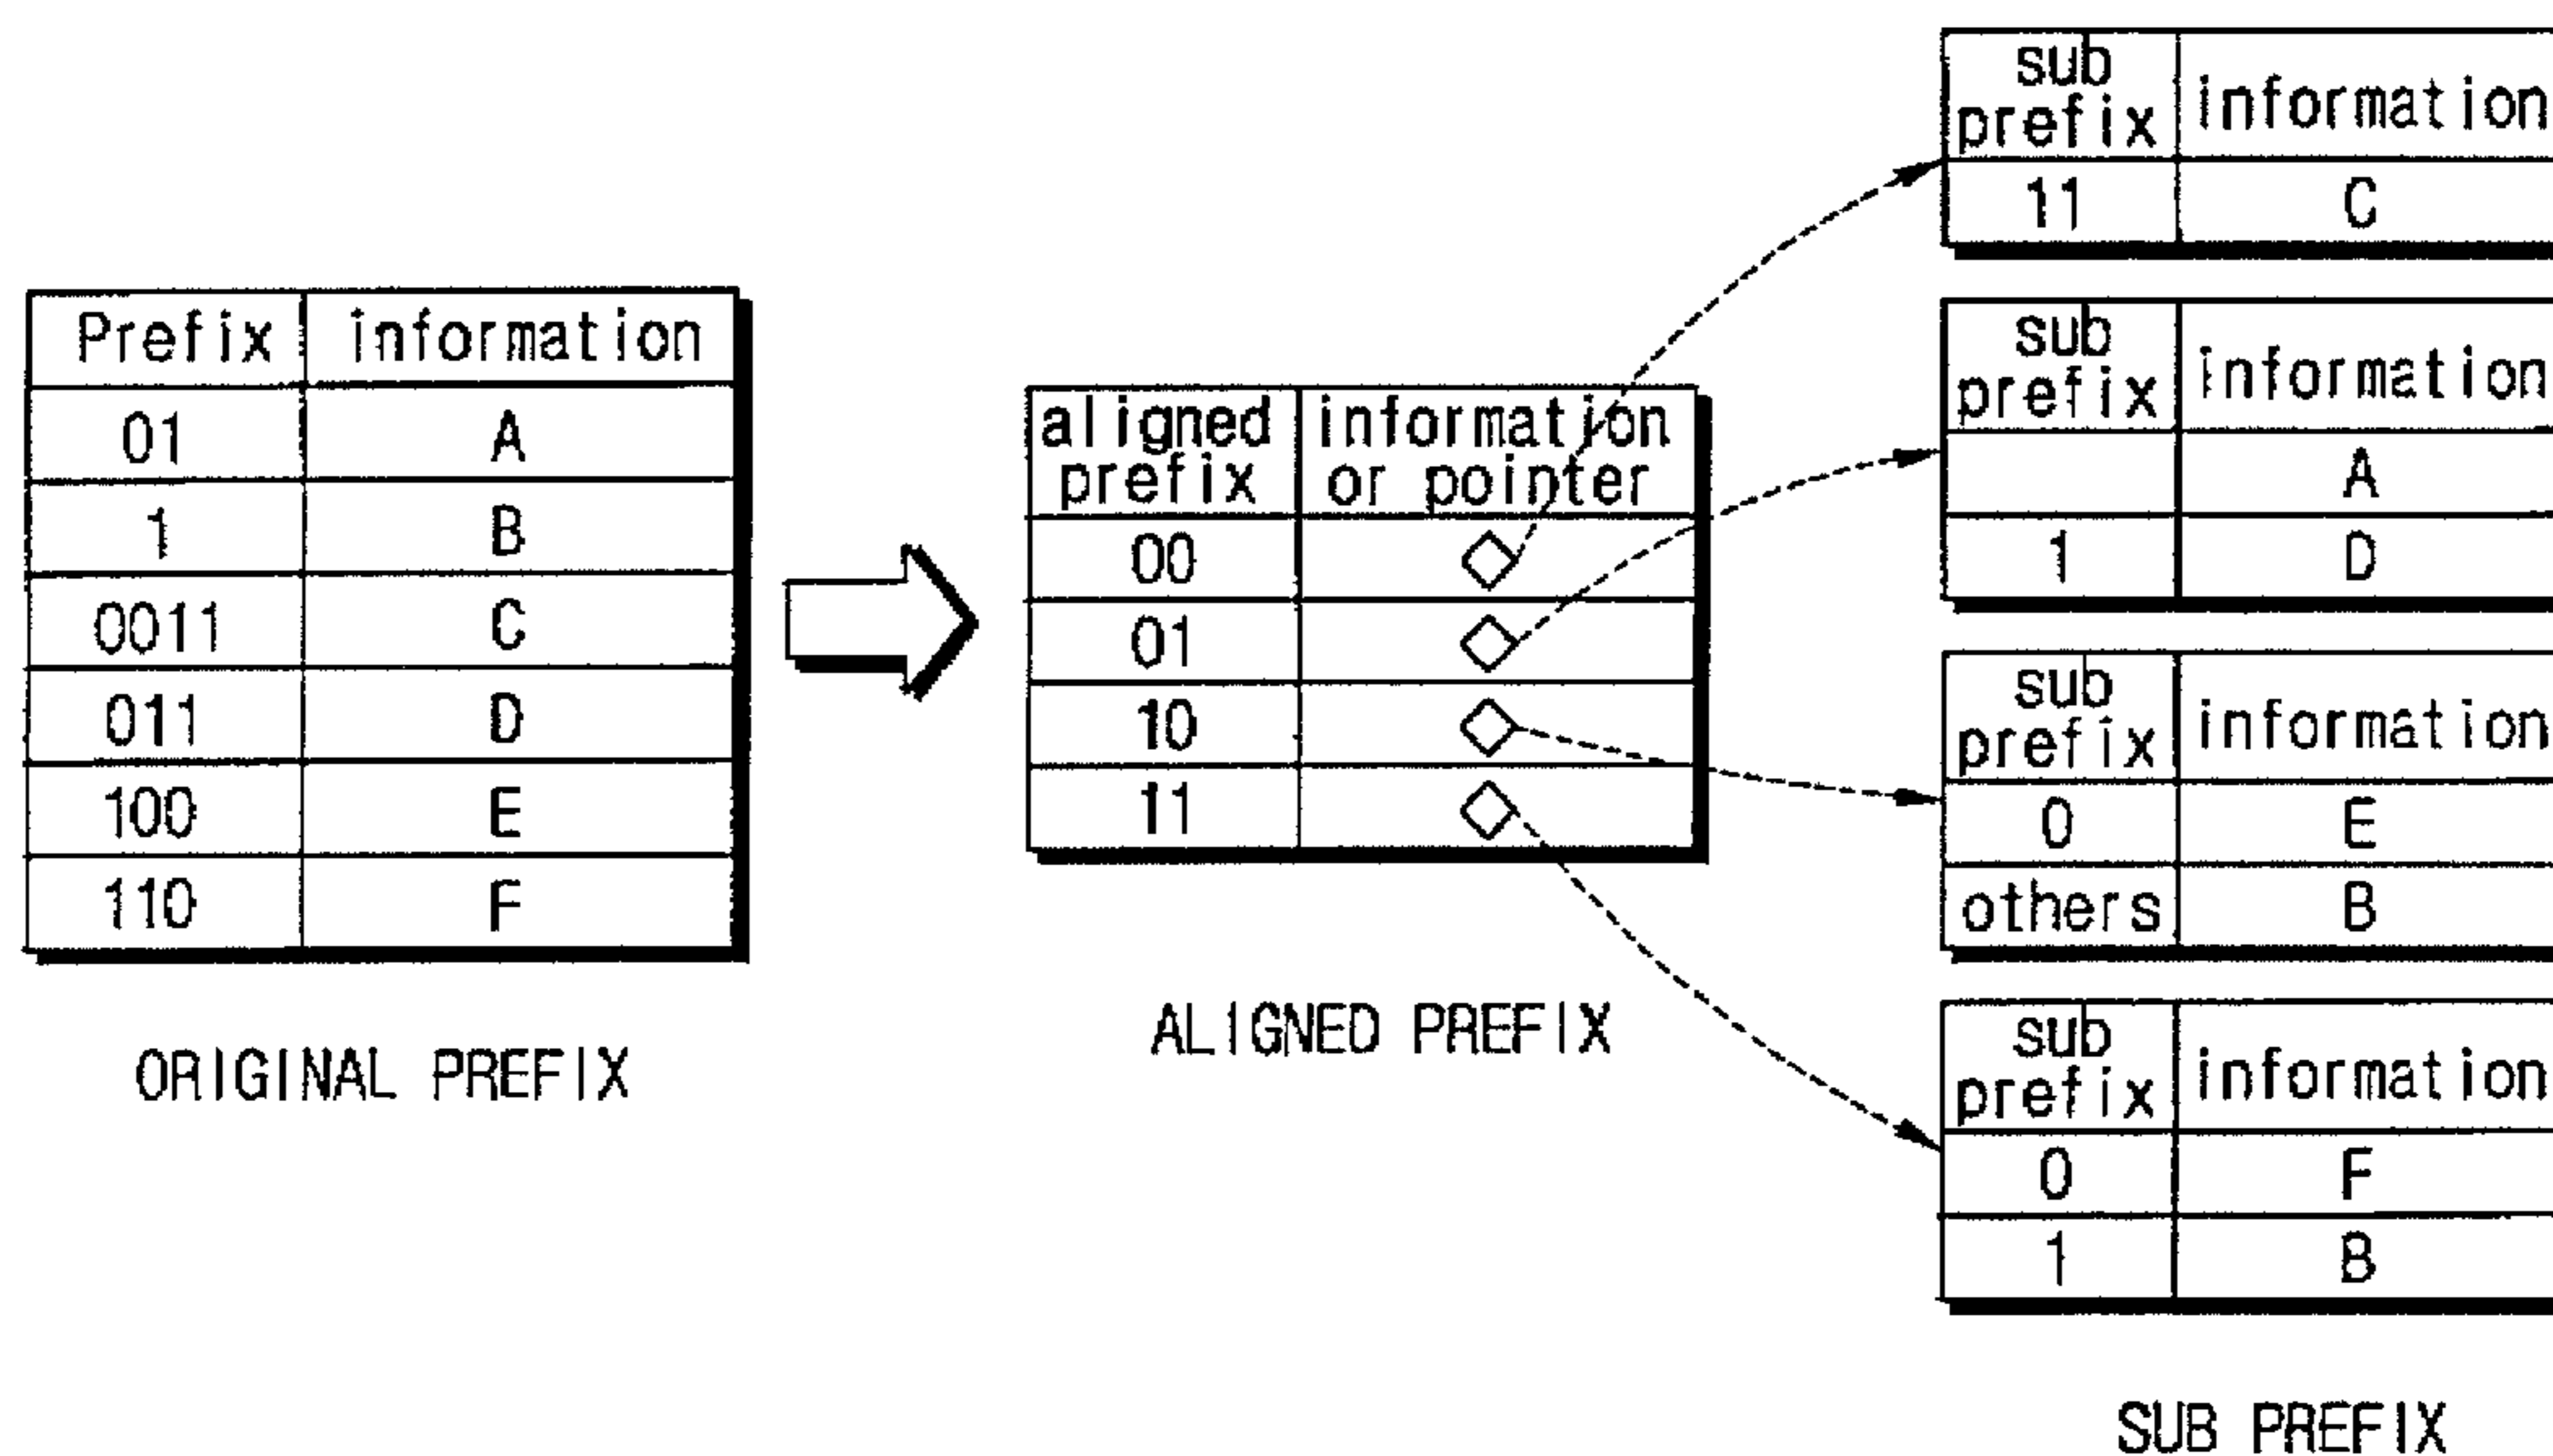 Prefix information
01 A
1 B
0011 C
011 D
100 E
110 F
ORIGINAL PREFIX
aligned prefix information or pointer
00
01
10
11
ALIGNED PREFIX
sub prefix information
11 C
sub prefix information
A
1 D
sub prefix information
0 E
others B
sub prefix information
0 F
1 B
SUB PREFIX